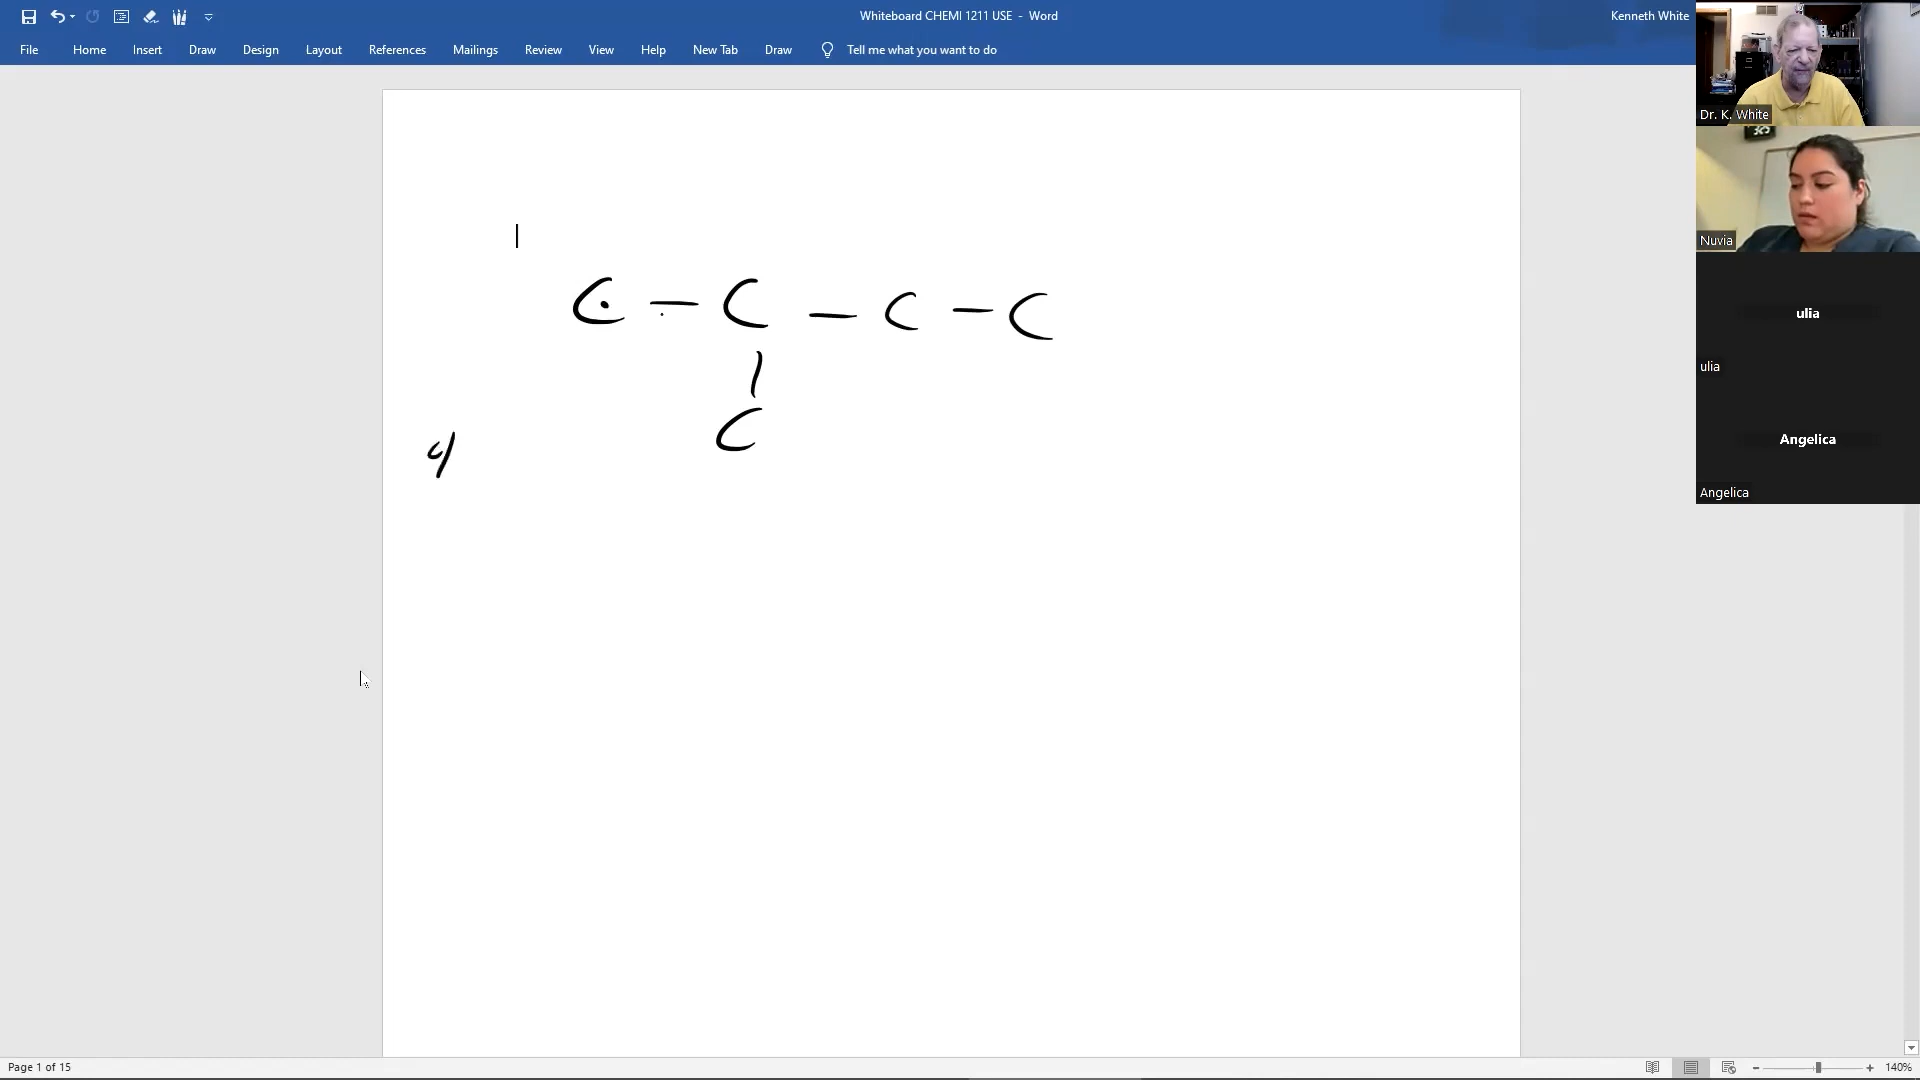 Whiteboard CHEMI 1211 USE - Word
Kenneth White
File Home Insert Draw Design Layout References Mailings Review View Help New Tab Draw Tell me what you want to do
Dr. K. White
Nuvia
ulia
ulia
Angelica
Angelica
C - C - C - C
|
C
Page 1 of 15
140%